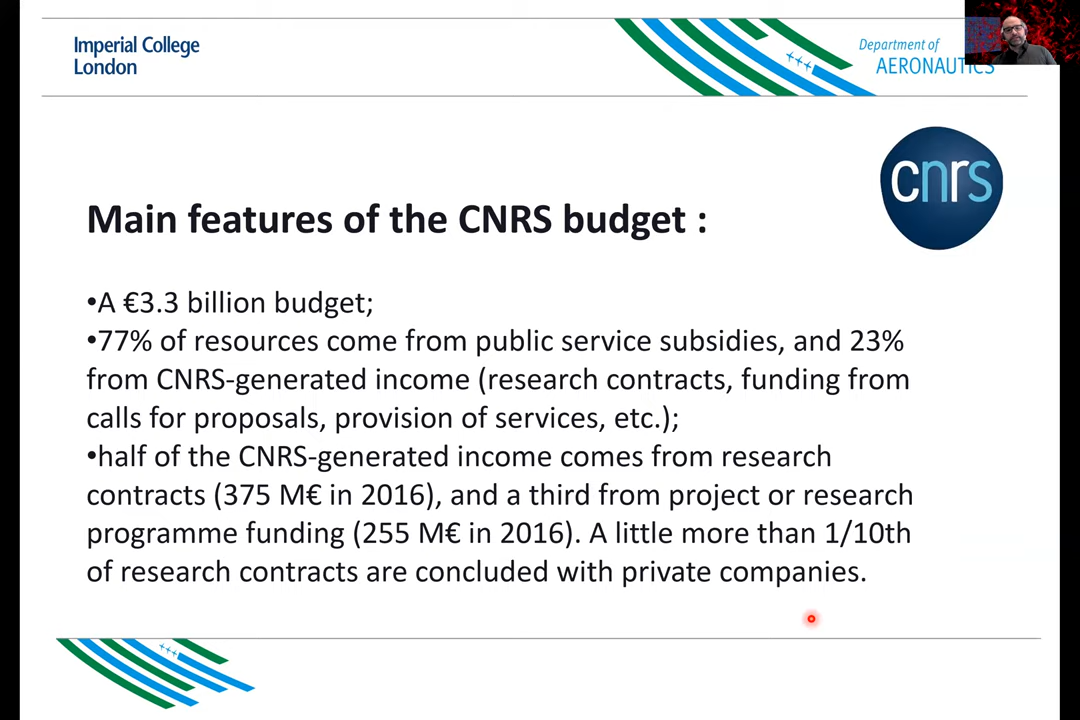 Imperial College
London
Department of
AERONAUTICS
cnrs
Main features of the CNRS budget :
•A €3.3 billion budget;
•77% of resources come from public service subsidies, and 23%
from CNRS-generated income (research contracts, funding from
calls for proposals, provision of services, etc.);
•half of the CNRS-generated income comes from research
contracts (375 M€ in 2016), and a third from project or research
programme funding (255 M€ in 2016). A little more than 1/10th
of research contracts are concluded with private companies.